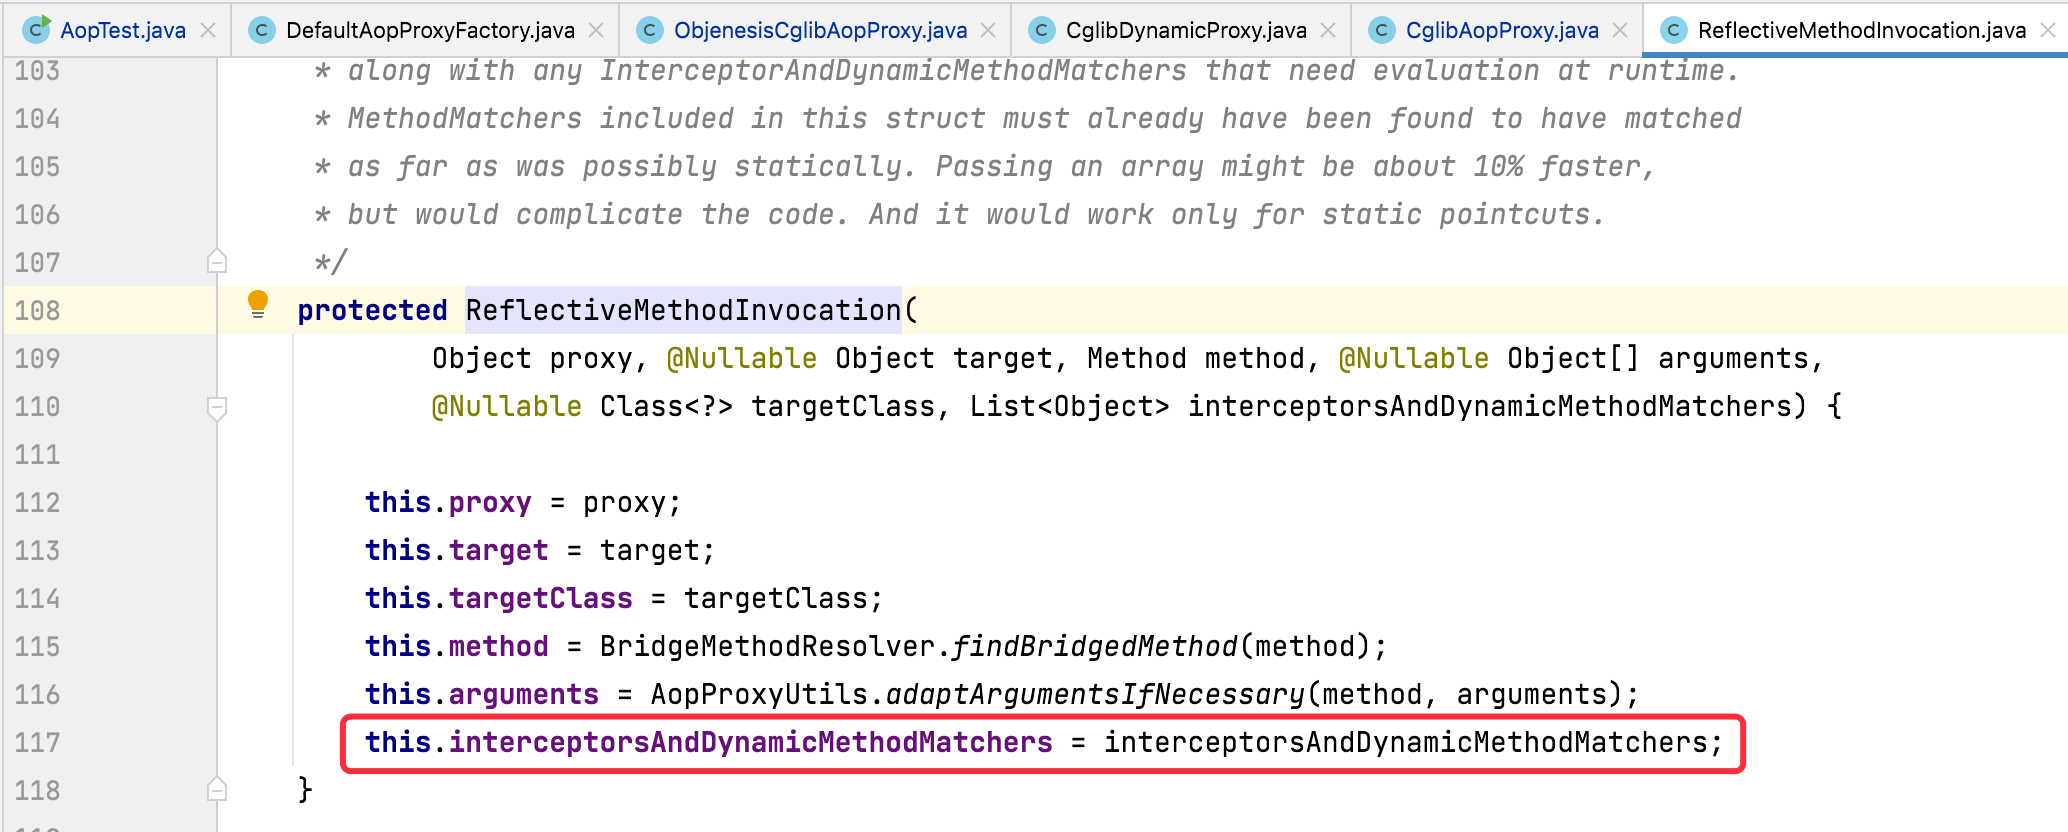 AopTest.java DefaultAopProxyFactory.java ObjenesisCglibAopProxy.java CglibDynamicProxy.java CglibAopProxy.java ReflectiveMethodInvocation.java
103 * along with any InterceptorAndDynamicMethodMatchers that need evaluation at runtime.
104 * MethodMatchers included in this struct must already have been found to have matched
105 * as far as was possibly statically. Passing an array might be about 10% faster,
106 * but would complicate the code. And it would work only for static pointcuts.
107 */
108 protected ReflectiveMethodInvocation(
109 Object proxy, @Nullable Object target, Method method, @Nullable Object[] arguments,
110 @Nullable Class<?> targetClass, List<Object> interceptorsAndDynamicMethodMatchers) {
111
112 this.proxy = proxy;
113 this.target = target;
114 this.targetClass = targetClass;
115 this.method = BridgeMethodResolver.findBridgedMethod(method);
116 this.arguments = AopProxyUtils.adaptArgumentsIfNecessary(method, arguments);
117 this.interceptorsAndDynamicMethodMatchers = interceptorsAndDynamicMethodMatchers;
118 }